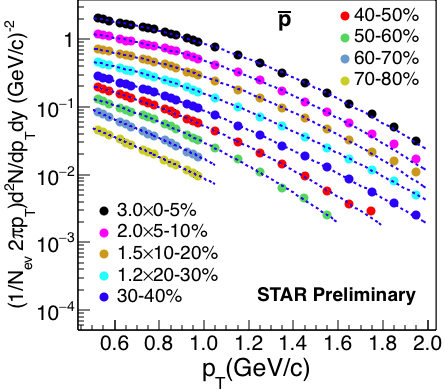 p̅
40-50%
50-60%
60-70%
70-80%
(1/N_ev 2πp_T)d²N/dp_Tdy (GeV/c)⁻²
1
10⁻¹
10⁻²
10⁻³
10⁻⁴
3.0×0-5%
2.0×5-10%
1.5×10-20%
1.2×20-30%
30-40%
STAR Preliminary
0.6 0.8 1.0 1.2 1.4 1.6 1.8 2.0
p_T(GeV/c)